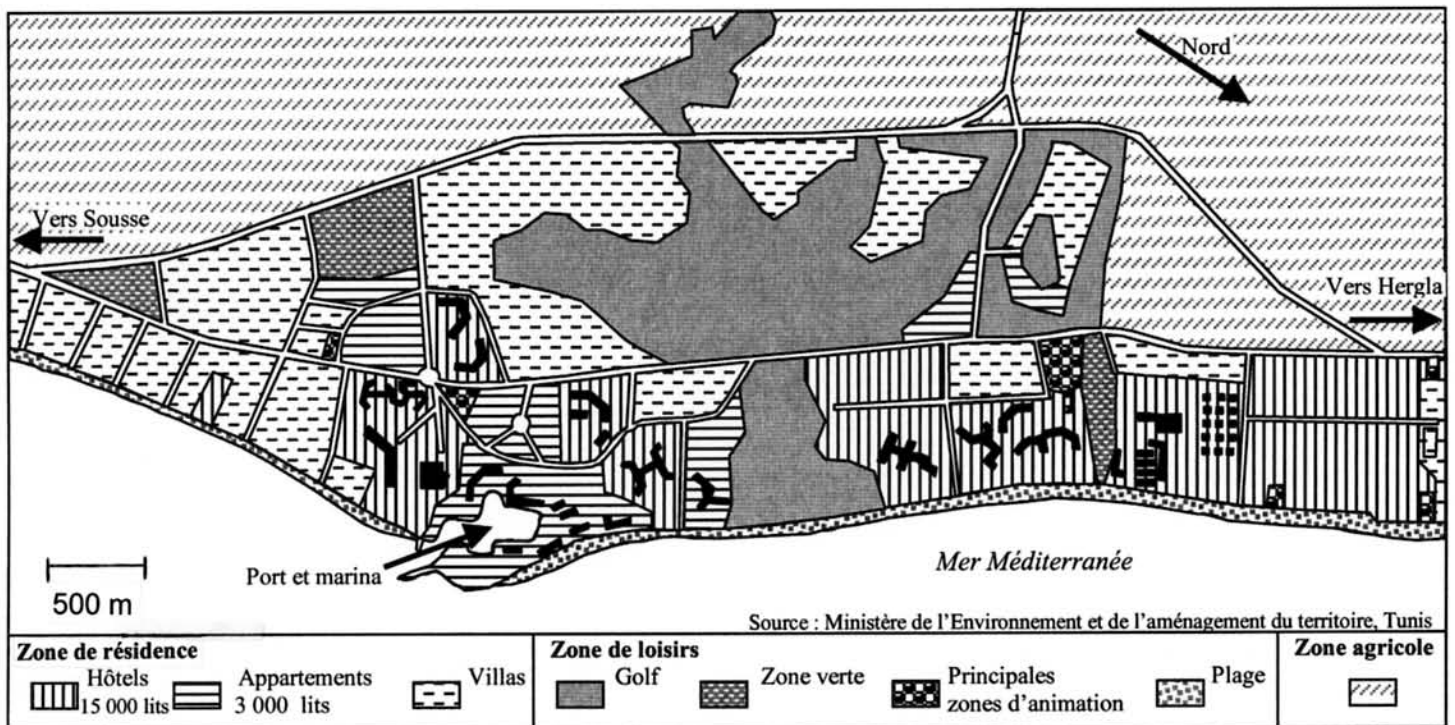 Nord
Vers Sousse
Vers Hergla
Port et marina
Mer Méditerranée
500 m
Source : Ministère de l'Environnement et de l'aménagement du territoire, Tunis
Zone de résidence
Hôtels
15 000 lits
Appartements
3 000 lits
Villas
Zone de loisirs
Golf
Zone verte
Principales
zones d'animation
Plage
Zone agricole